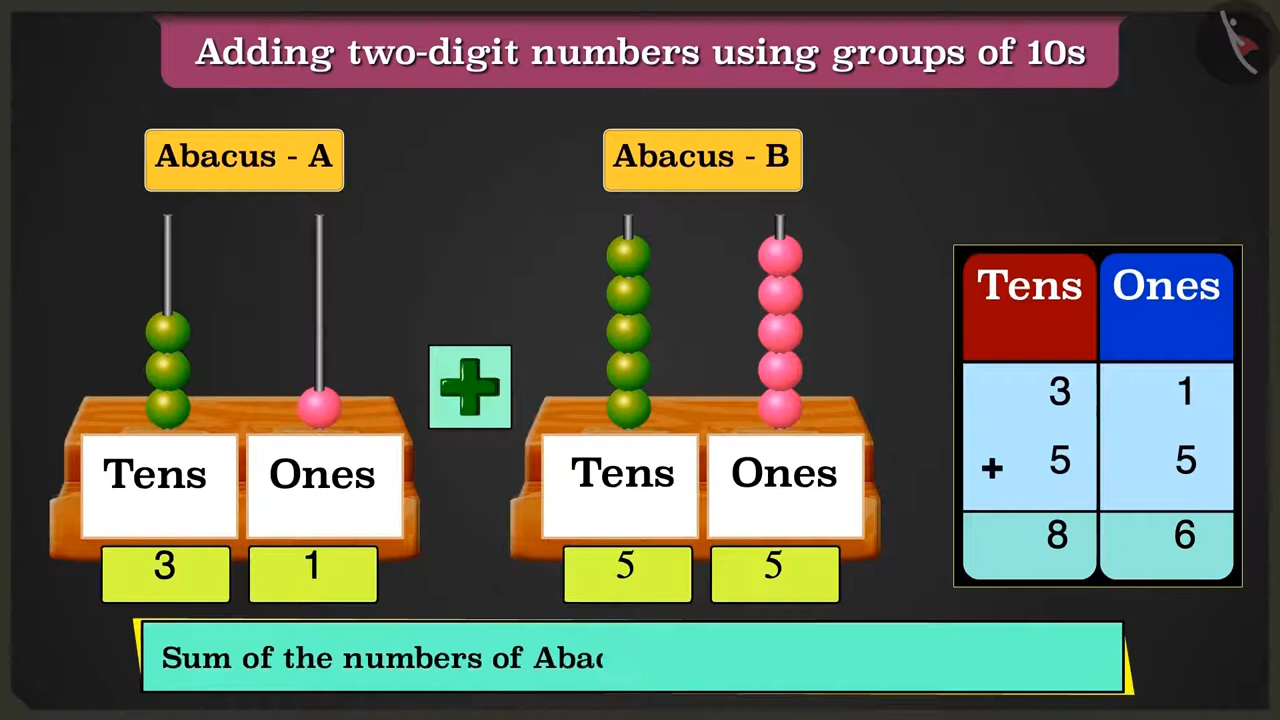 Adding two-digit numbers using groups of 10s
Abacus - A
Abacus - B
Tens Ones
3 1
Tens Ones
5 5
Tens Ones
3 1
+ 5 5
8 6
Sum of the numbers of